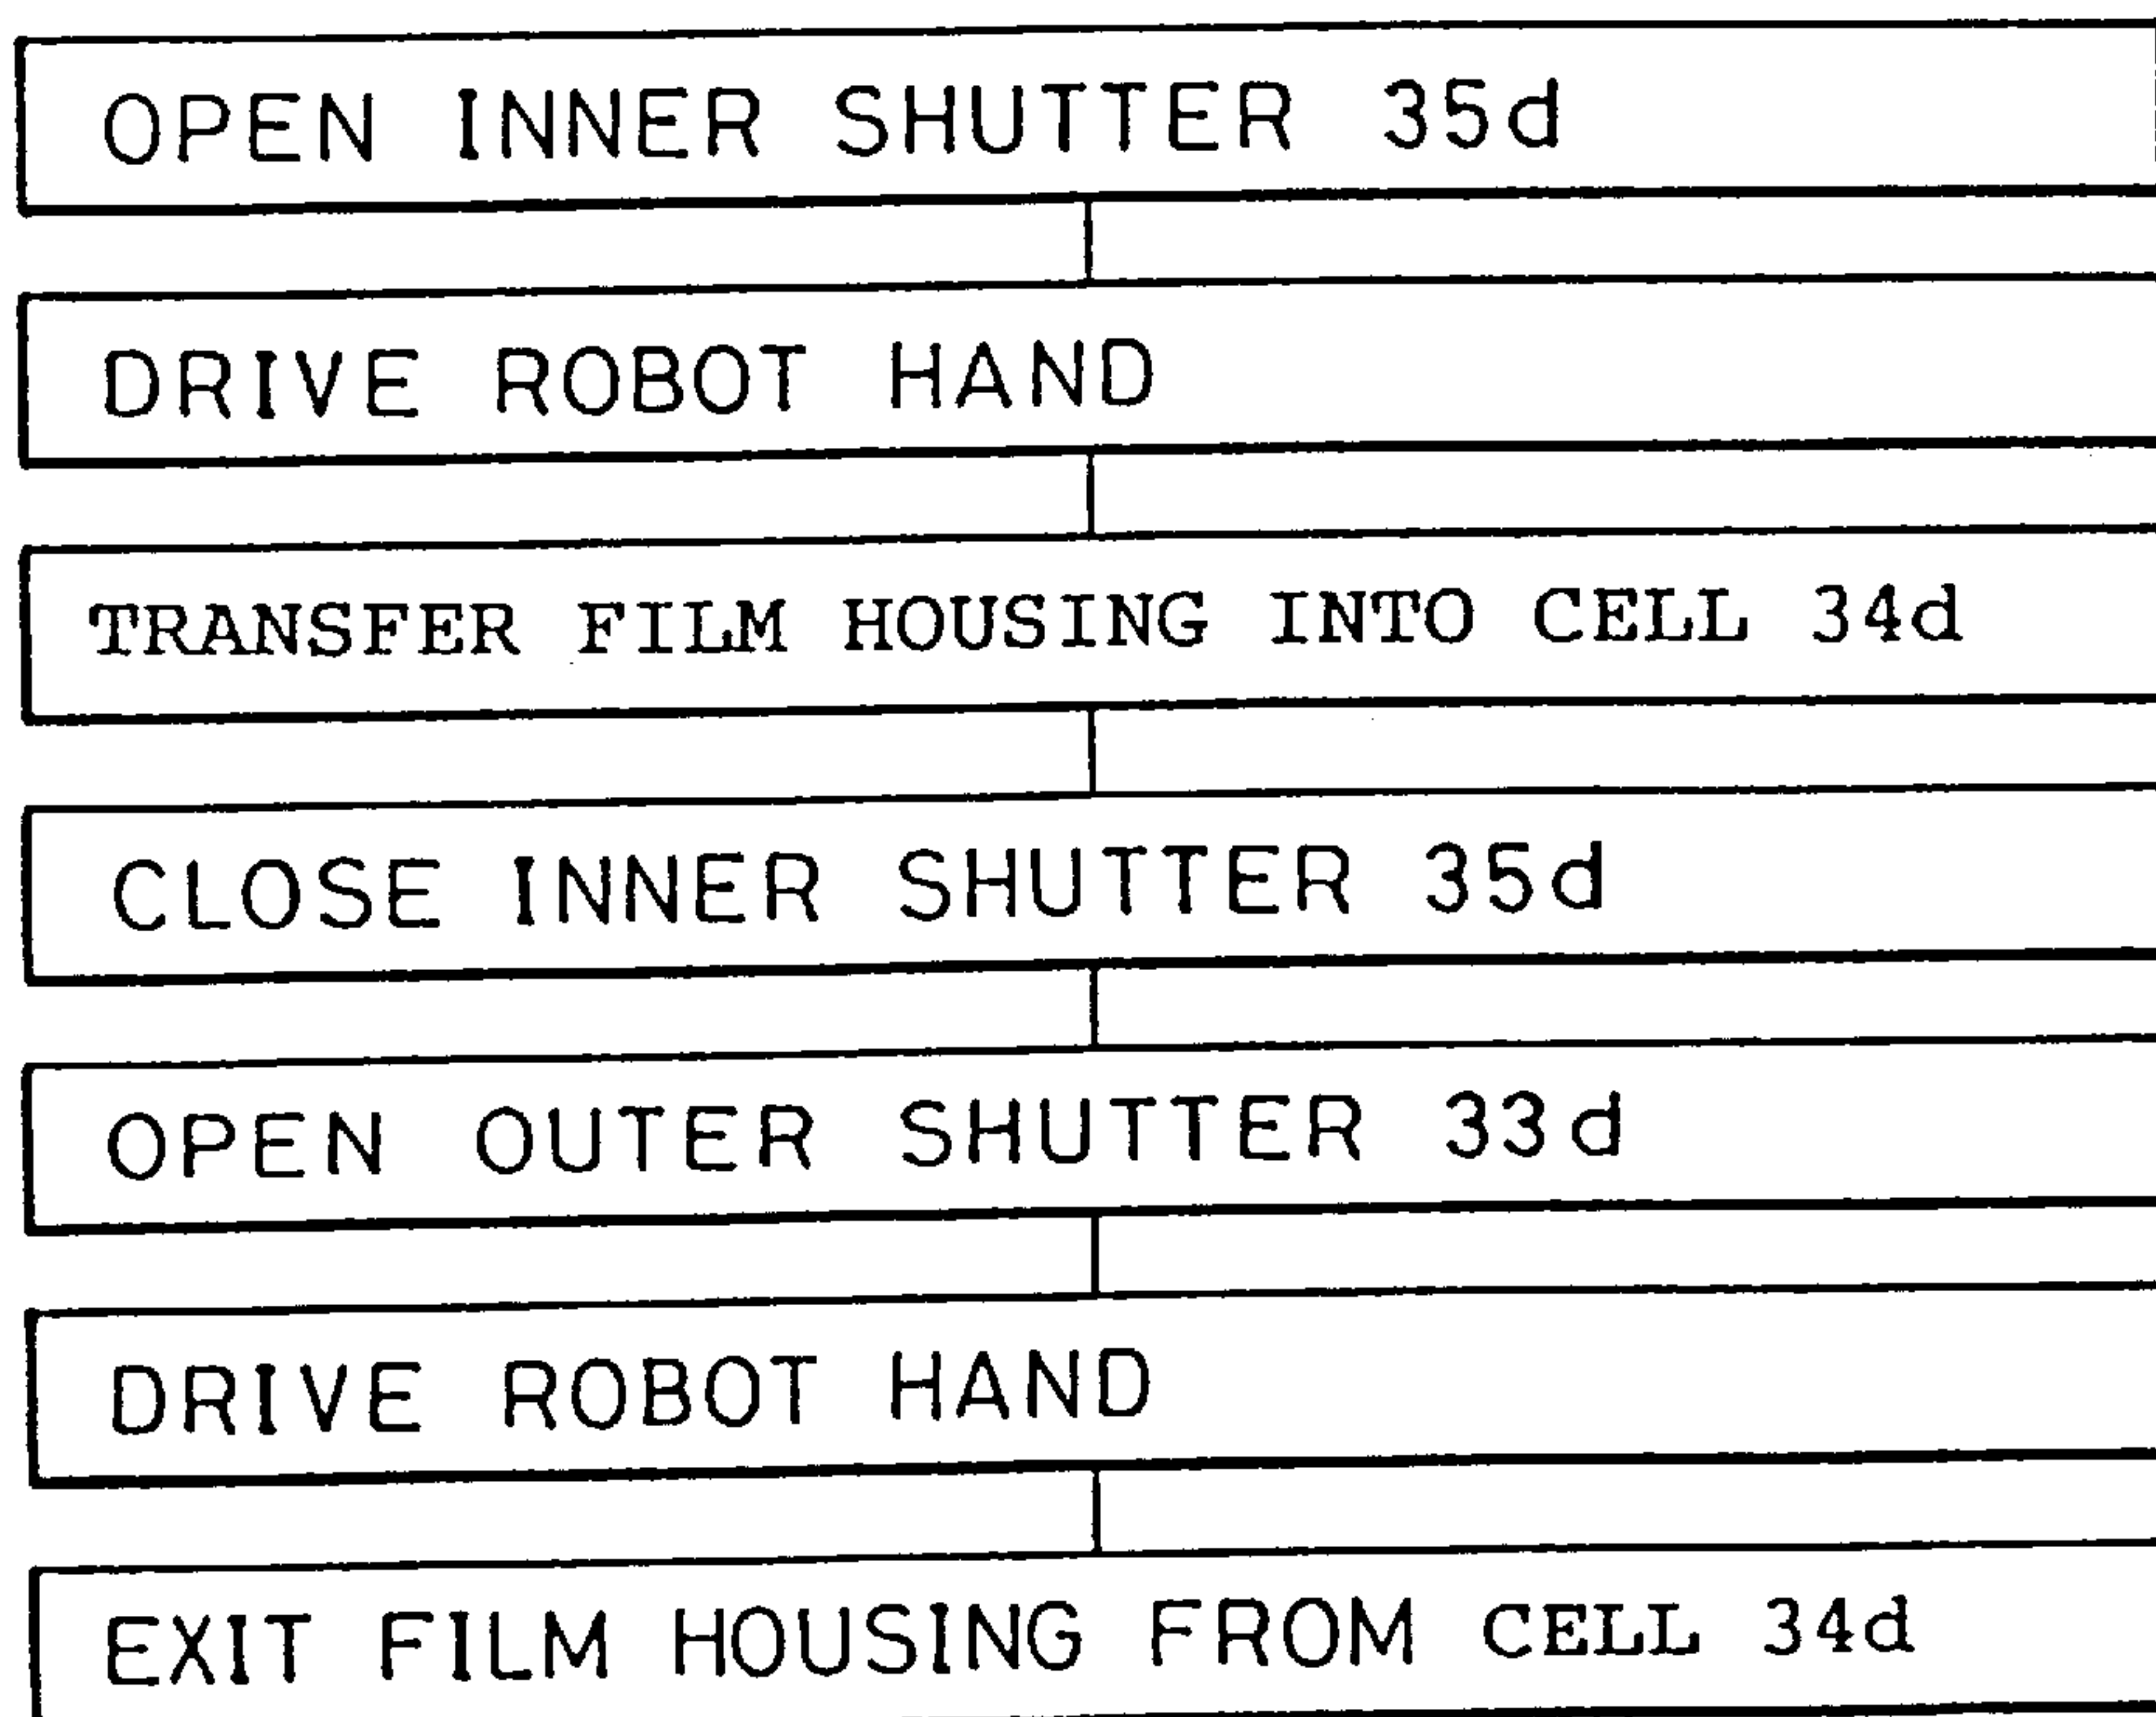 OPEN INNER SHUTTER 35d
DRIVE ROBOT HAND
TRANSFER FILM HOUSING INTO CELL 34d
CLOSE INNER SHUTTER 35d
OPEN OUTER SHUTTER 33d
DRIVE ROBOT HAND
EXIT FILM HOUSING FROM CELL 34d